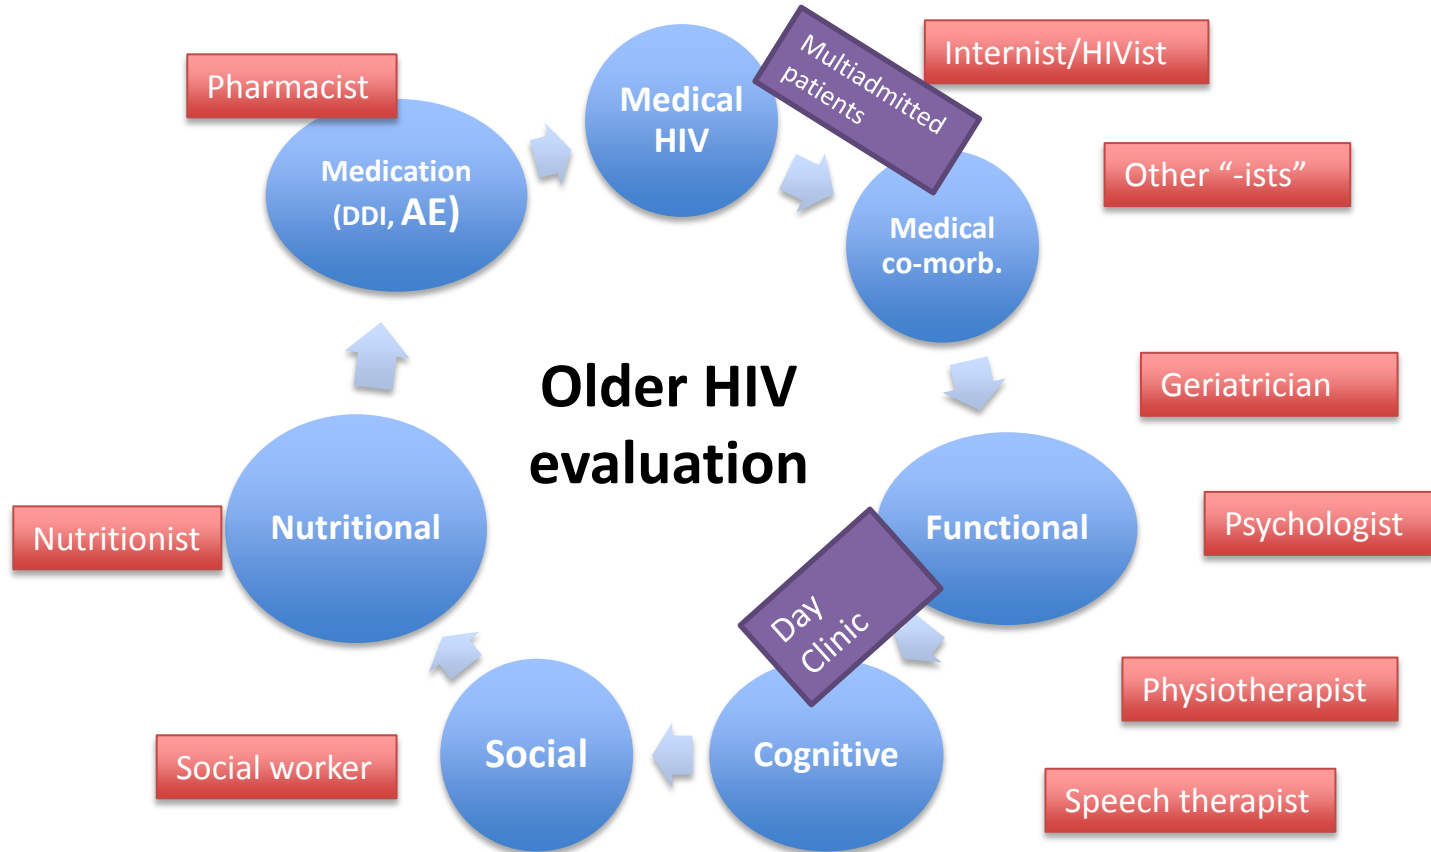 Pharmacist
Medical
HIV
Multiadmitted
patients
Internist/HIVist
Medication
(DDI, AE)
Other “-ists”
Medical
co-morb.
Older HIV
evaluation
Geriatrician
Nutritionist
Nutritional
Functional
Psychologist
Day
Clinic
Physiotherapist
Social worker
Social
Cognitive
Speech therapist